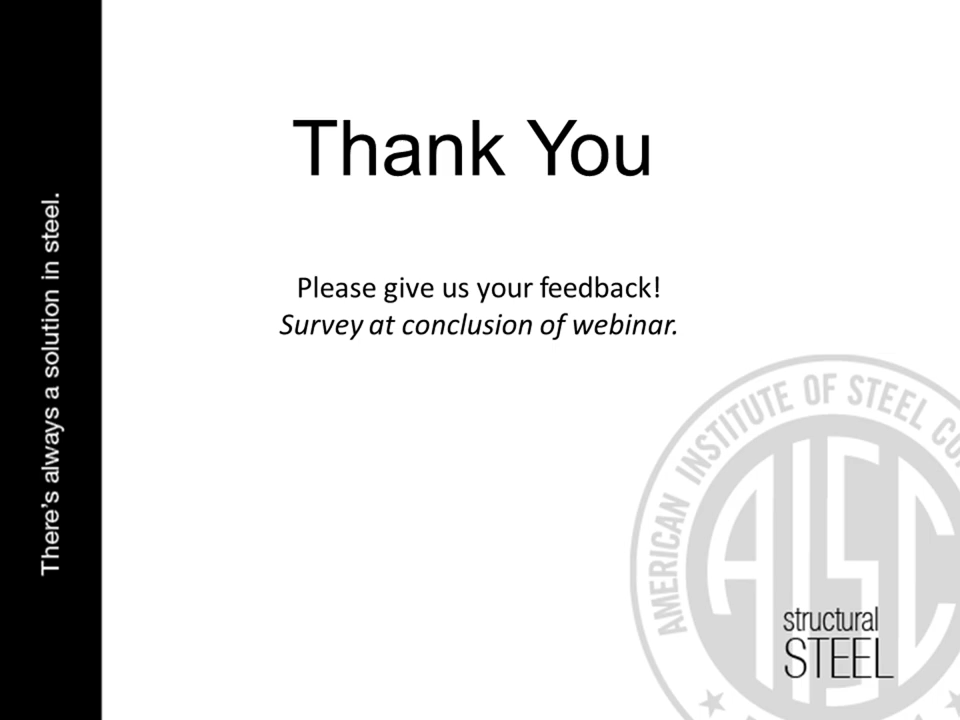 There's always a solution in steel.
Thank You
Please give us your feedback!
Survey at conclusion of webinar.
AMERICAN INSTITUTE OF STEEL
AISC
structural
STEEL